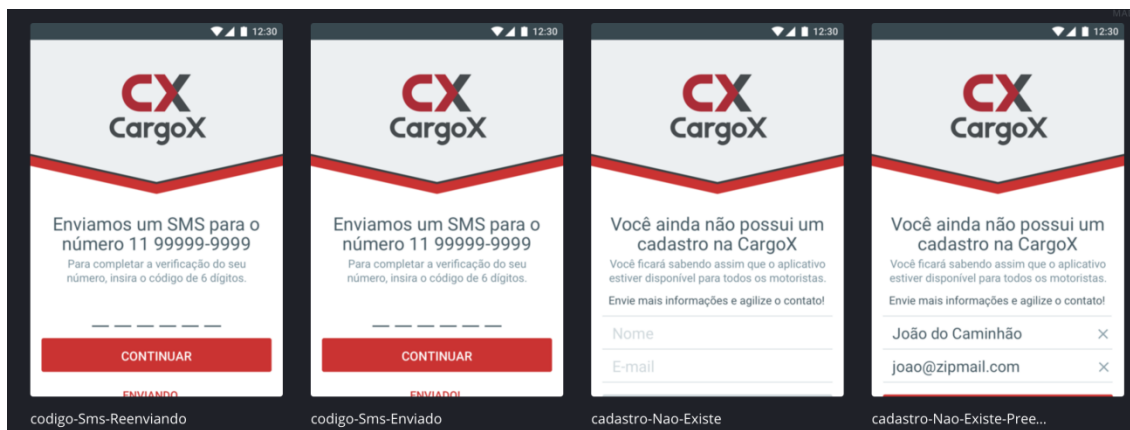 12:30
CX
CargoX
Enviamos um SMS para o
número 11 99999-9999
Para completar a verificação do seu
número, insira o código de 6 dígitos.
CONTINUAR
ENVIANDO
codigo-Sms-Reenviando
12:30
CX
CargoX
Enviamos um SMS para o
número 11 99999-9999
Para completar a verificação do seu
número, insira o código de 6 dígitos.
CONTINUAR
ENVIADO!
codigo-Sms-Enviado
12:30
CX
CargoX
Você ainda não possui um
cadastro na CargoX
Você ficará sabendo assim que o aplicativo
estiver disponível para todos os motoristas.
Envie mais informações e agilize o contato!
Nome
E-mail
cadastro-Nao-Existe
12:30
CX
CargoX
Você ainda não possui um
cadastro na CargoX
Você ficará sabendo assim que o aplicativo
estiver disponível para todos os motoristas.
Envie mais informações e agilize o contato!
João do Caminhão
joao@zipmail.com
cadastro-Nao-Existe-Pree...